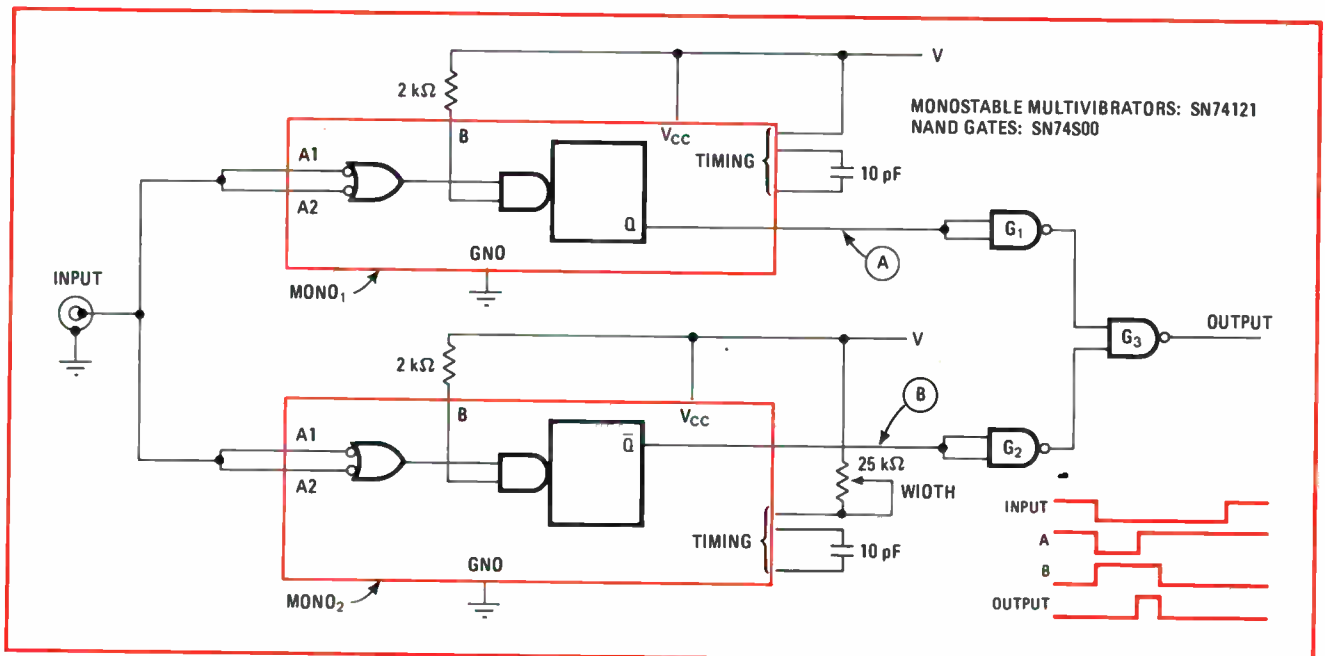 V
2 kΩ
MONOSTABLE MULTIVIBRATORS: SN74121
NAND GATES: SN74S00
B
VCC
A1
TIMING
10 pF
A2
Q
G1
GNO
A
INPUT
MONO1
OUTPUT
G3
V
2 kΩ
B
B
VCC
A1
Q̅
G2
25 kΩ
A2
WIOTH
INPUT
TIMING
10 pF
A
GNO
B
MONO2
OUTPUT